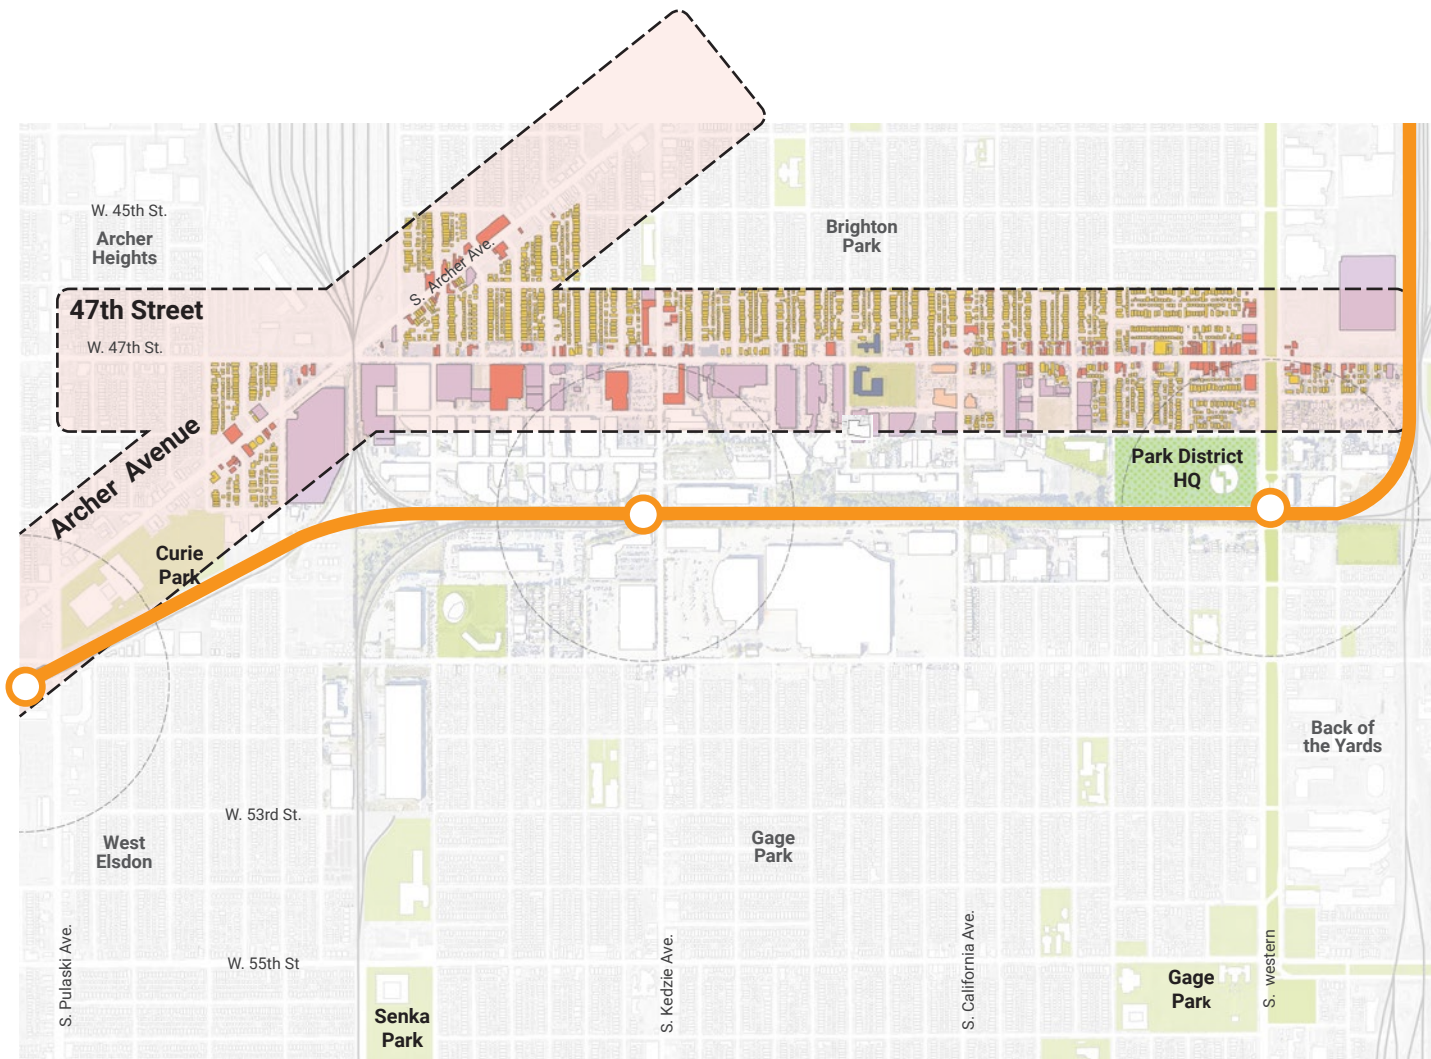 W. 45th St.
Archer
Heights
Brighton
Park
S. Archer Ave.
47th Street
W. 47th St.
Archer Avenue
Park District
HQ
Curie
Park
Back of
the Yards
W. 53rd St.
West
Elsdon
Gage
Park
S. Pulaski Ave.
W. 55th St
S. Kedzie Ave.
S. California Ave.
S. western
Senka
Park
Gage
Park